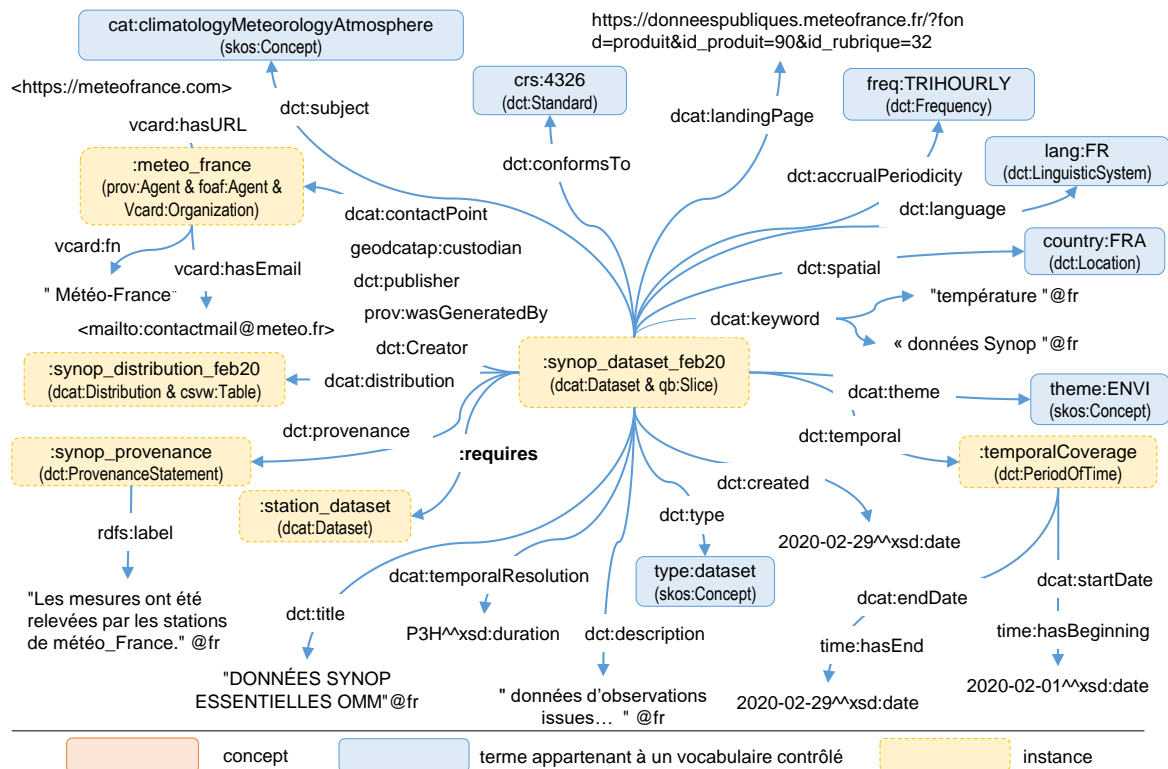 cat:climatologyMeteorologyAtmosphere
(skos:Concept)
https://donneespubliques.meteofrance.fr/?fon
d=produit&id_produit=90&id_rubrique=32
crs:4326
(dct:Standard)
freq:TRIHOURLY
(dct:Frequency)
<https://meteofrance.com>
dct:subject
dcat:landingPage
vcard:hasURL
lang:FR
(dct:LinguisticSystem)
:meteo_france
(prov:Agent & foaf:Agent &
Vcard:Organization)
dct:conformsTo
dct:accrualPeriodicity
dcat:contactPoint
dct:language
vcard:fn
geodcatap:custodian
country:FRA
(dct:Location)
vcard:hasEmail
dct:publisher
dct:spatial
" Météo-France¨
"température "@fr
prov:wasGeneratedBy
dcat:keyword
<mailto:contactmail@meteo.fr>
dct:Creator
« données Synop "@fr
:synop_distribution_feb20
(dcat:Distribution & csvw:Table)
dcat:distribution
:synop_dataset_feb20
(dcat:Dataset & qb:Slice)
dcat:theme
theme:ENVI
(skos:Concept)
dct:provenance
dct:temporal
:synop_provenance
(dct:ProvenanceStatement)
:requires
:temporalCoverage
(dct:PeriodOfTime)
dct:created
:station_dataset
(dcat:Dataset)
rdfs:label
dct:type
2020-02-29^^xsd:date
dcat:temporalResolution
type:dataset
(skos:Concept)
dcat:startDate
"Les mesures ont été
relevées par les stations
de météo_France." @fr
dct:title
dcat:endDate
P3H^^xsd:duration
dct:description
time:hasBeginning
time:hasEnd
"DONNÉES SYNOP
ESSENTIELLES OMM"@fr
" données d'observations
issues… " @fr
2020-02-29^^xsd:date
2020-02-01^^xsd:date
concept
terme appartenant à un vocabulaire contrôlé
instance